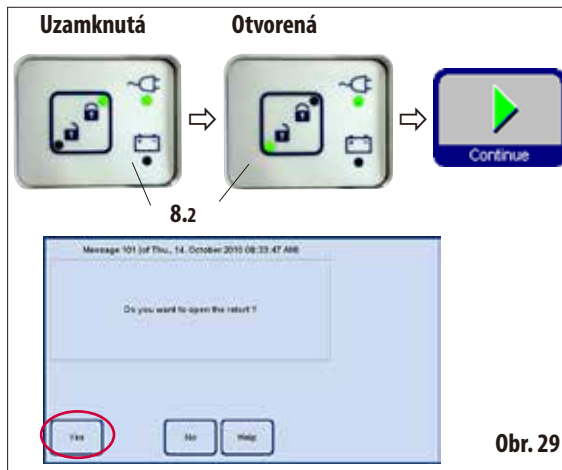 Uzamknutá Otvorená
Continue
8.2
Message 101 (of Thu., 14. October 2010 08:33:47 AM)
Do you want to open the retort ?
Yes No Help
Obr. 29